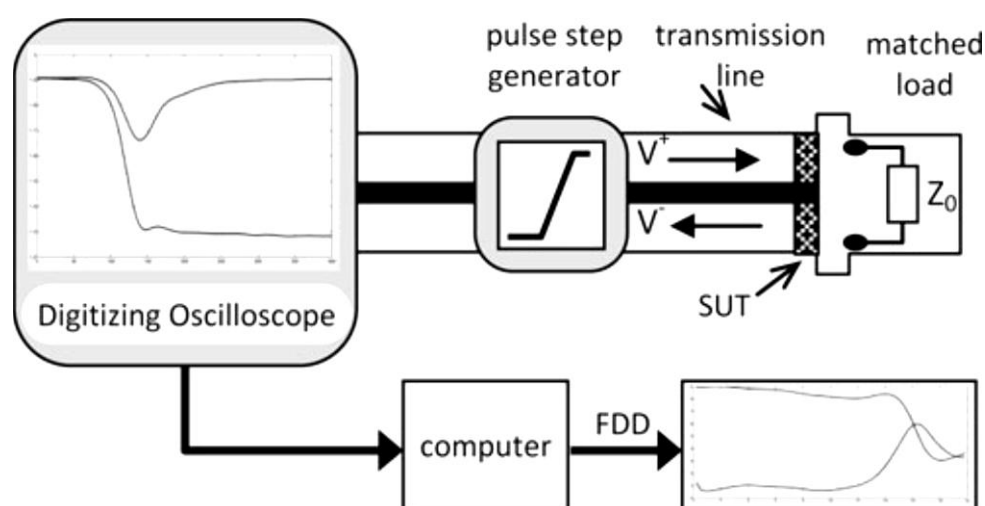 pulse step
generator
transmission
line
matched
load
V+
V-
Z0
SUT
Digitizing Oscilloscope
computer
FDD